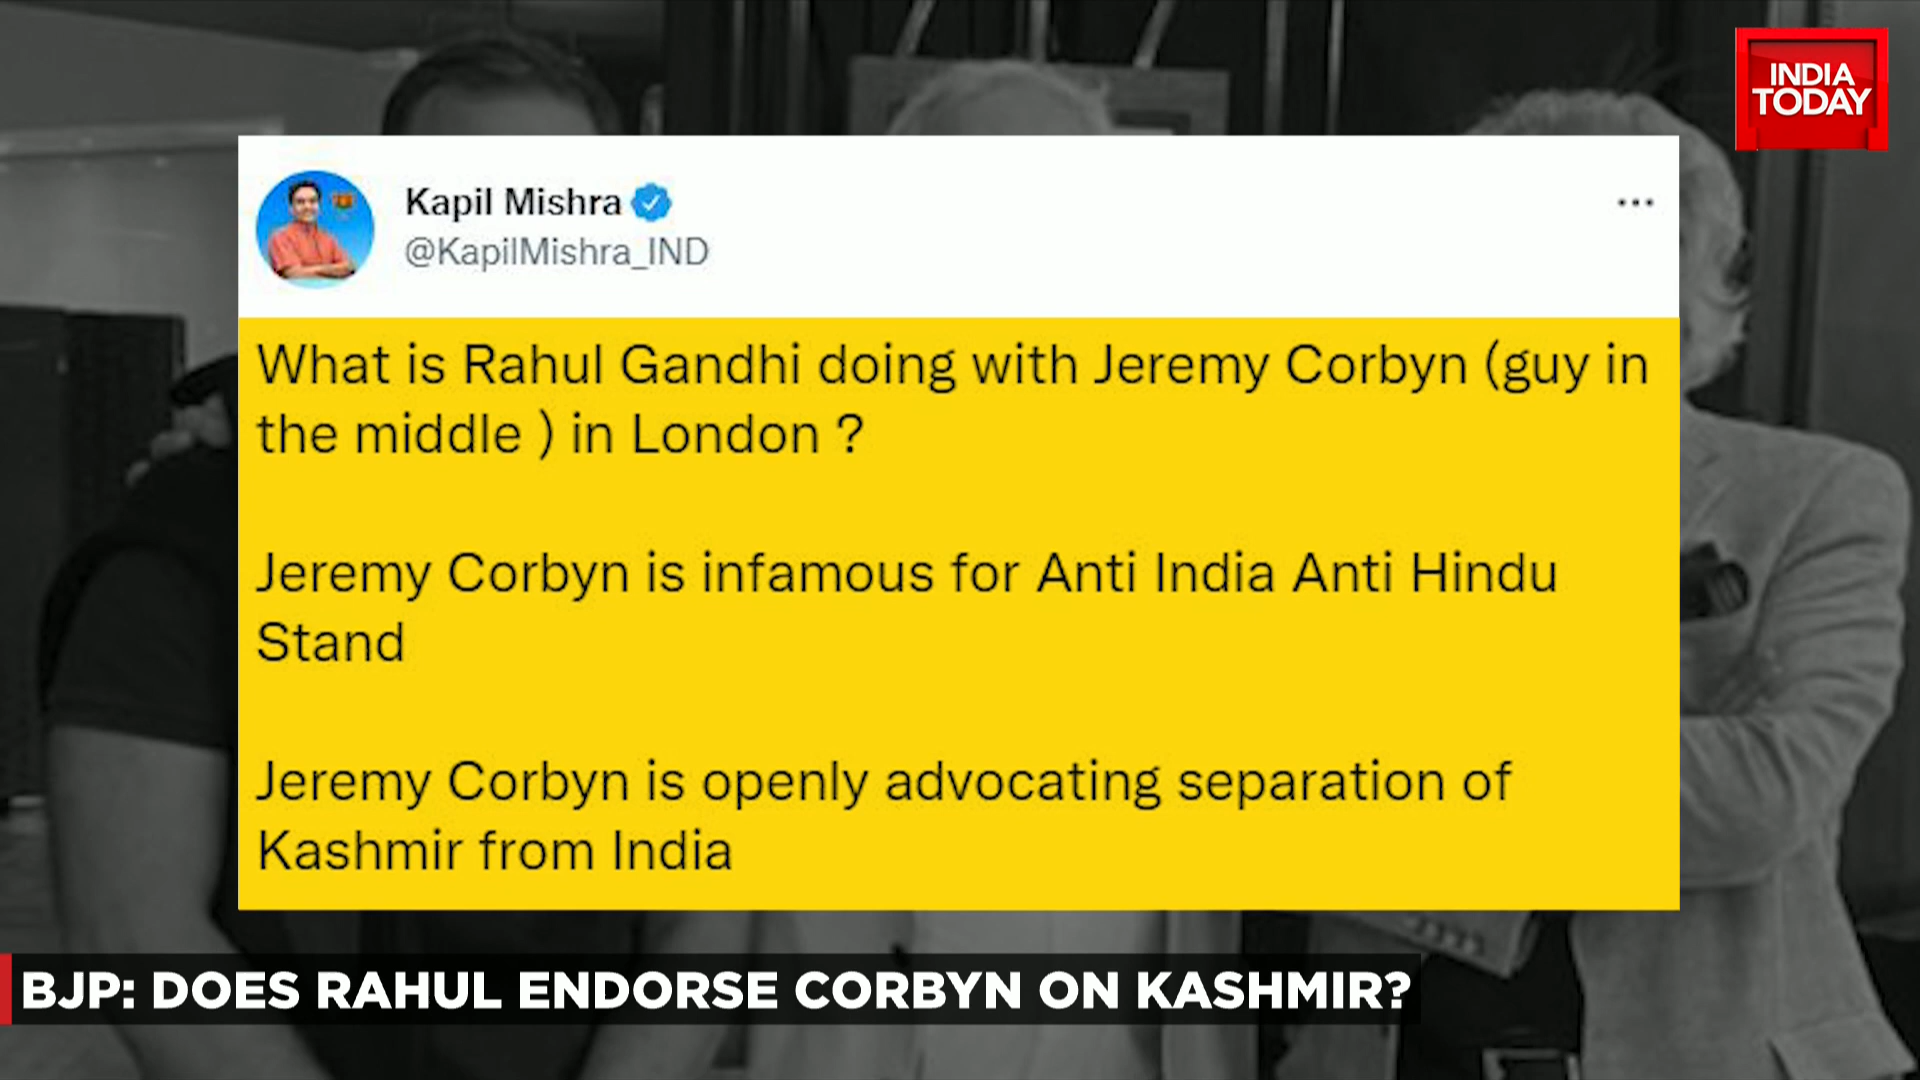 INDIA
TODAY
Kapil Mishra
@KapilMishra_IND
What is Rahul Gandhi doing with Jeremy Corbyn (guy in
the middle ) in London ?
Jeremy Corbyn is infamous for Anti India Anti Hindu
Stand
Jeremy Corbyn is openly advocating separation of
Kashmir from India
BJP: DOES RAHUL ENDORSE CORBYN ON KASHMIR?